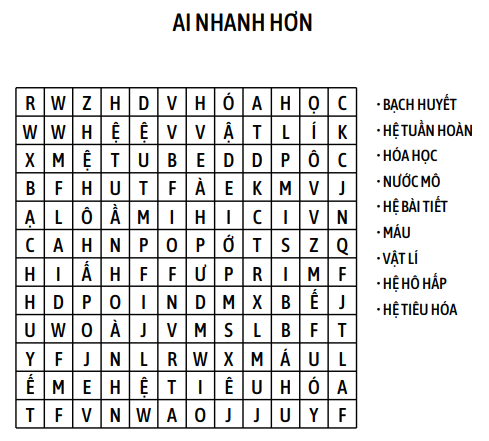 AI NHANH HƠN
R W Z H D V H Ó A H Ọ C
W W H Ệ Ệ V V Ậ T L Í K
X M Ệ T U B E D D P Ô C
B F H U T F À E K M V J
Ạ L Ô Ầ M I H I C I V N
C A H N P O P Ớ T S Z Q
H I Ấ H F F Ư P R I M F
H D P O I N D M X B Ế J
U W O À J V M S L B F T
Y F J N L R W X M Á U L
Ế M E H Ệ T I Ê U H Ó A
T F V N W A O J J U Y F
· BẠCH HUYẾT
· HỆ TUẦN HOÀN
· HÓA HỌC
· NƯỚC MÔ
· HỆ BÀI TIẾT
· MÁU
· VẬT LÍ
· HỆ HÔ HẤP
· HỆ TIÊU HÓA